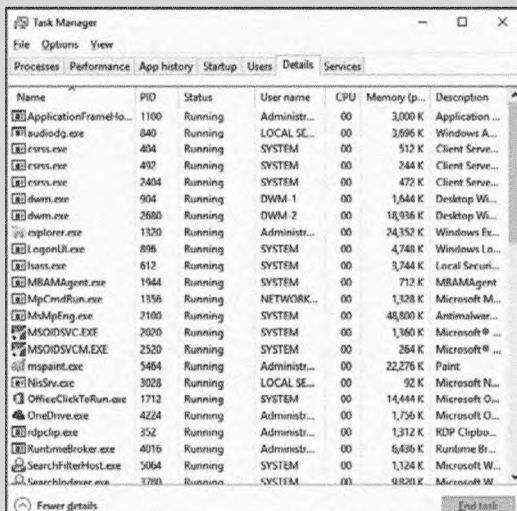 Task Manager
File Options View
Processes Performance App history Startup Users Details Services
Name PID Status User name CPU Memory (p... Description
ApplicationFrameHo... 1100 Running Administr... 00 3,000 K Application ...
audiodg.exe 840 Running LOCAL SE... 00 3,696 K Windows A...
csrss.exe 404 Running SYSTEM 00 512 K Client Serve...
csrss.exe 492 Running SYSTEM 00 244 K Client Serve...
csrss.exe 2404 Running SYSTEM 00 472 K Client Serve...
dwm.exe 904 Running DWM-1 00 1,644 K Desktop Wi...
dwm.exe 2680 Running DWM-2 00 18,936 K Desktop Wi...
explorer.exe 1320 Running Administr... 00 24,352 K Windows Ex...
LogonUI.exe 896 Running SYSTEM 00 4,748 K Windows Lo...
lsass.exe 612 Running SYSTEM 00 3,744 K Local Securi...
MBAMAgent.exe 1944 Running SYSTEM 00 712 K MBAMAgent
MpCmdRun.exe 1356 Running NETWORK... 00 1,328 K Microsoft M...
MsMpEng.exe 2100 Running SYSTEM 00 48,800 K Antimalwar...
MSOIDSVC.EXE 2020 Running SYSTEM 00 1,360 K Microsoft® ...
MSOIDSVCM.EXE 2520 Running SYSTEM 00 264 K Microsoft® ...
mspaint.exe 5464 Running Administr... 00 22,276 K Paint
NisSrv.exe 3028 Running LOCAL SE... 00 92 K Microsoft N...
OfficeClickToRun.exe 1712 Running SYSTEM 00 14,444 K Microsoft O...
OneDrive.exe 4224 Running Administr... 00 1,756 K Microsoft O...
rdpclip.exe 352 Running Administr... 00 1,312 K RDP Clipbo...
RuntimeBroker.exe 4016 Running Administr... 00 6,436 K Runtime Br...
SearchFilterHost.exe 5064 Running SYSTEM 00 1,124 K Microsoft W...
SearchIndexer.exe 3780 Running SYSTEM 00 9,820 K Microsoft W...
Fewer details End task